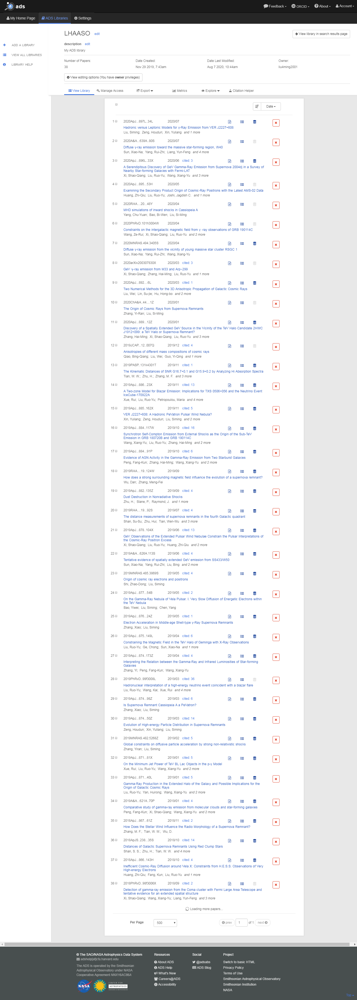 ads
Feedback
ORCID
About
Account
My Home Page
ADS Libraries
Settings
ADD A LIBRARY
VIEW ALL LIBRARIES
LIBRARY HELP
LHAASO edit
View library in search results page
description edit
My ADS library
Number of Papers: Date Created: Date Last Modified: Owner:
38 Nov 29 2019, 7:43am Aug 7 2020, 10:44am liu4ming2001
View editing options (You have owner privileges)
View Library Manage Access Export Metrics Explore Citation Helper
Date
1 2020ApJ...897L..34L 2020/07
Hadronic versus Leptonic Models for γ-Ray Emission from VER J2227+608
Liu, Siming; Zeng, Houdun; Xin, Yuliang and 1 more
2 2020A&A...639A..80S 2020/07
Diffuse γ-ray emission toward the massive star-forming region, W40
Sun, Xiao-Na; Yang, Rui-Zhi; Liang, Yun-Feng and 4 more
3 2020ApJ...896L..33X 2020/06 cited: 3
A Serendipitous Discovery of GeV Gamma-Ray Emission from Supernova 2004dj in a Survey of
Nearby Star-forming Galaxies with Fermi-LAT
Xi, Shao-Qiang; Liu, Ruo-Yu; Wang, Xiang-Yu and 3 more
4 2020ApJ...895...53H 2020/05
Examining the Secondary Product Origin of Cosmic-Ray Positrons with the Latest AMS-02 Data
Huang, Zhi-Qiu; Liu, Ruo-Yu; Joshi, Jagdish C. and 1 more
5 2020RAA....20...48Y 2020/04
MHD simulations of inward shocks in Cassiopeia A
Yang, Chu-Yuan; Bao, Bi-Wen; Liu, Si-Ming
6 2020PhRvD.101h3004W 2020/04
Constraints on the intergalactic magnetic field from γ -ray observations of GRB 190114C
Wang, Ze-Rui; Xi, Shao-Qiang; Liu, Ruo-Yu and 2 more
7 2020MNRAS.494.3405S 2020/04
Diffuse γ-ray emission from the vicinity of young massive star cluster RSGC 1
Sun, Xiao-Na; Yang, Rui-Zhi; Wang, Xiang-Yu
8 2020arXiv200307830X 2020/03 cited: 3
GeV γ-ray emission from M33 and Arp~299
Xi, Shao-Qiang; Zhang, Hai-Ming; Liu, Ruo-Yu and 1 more
9 2020ApJ...892....6L 2020/03 cited: 1
Two Numerical Methods for the 3D Anisotropic Propagation of Galactic Cosmic Rays
Liu, Wei; Lin, Su-jie; Hu, Hong-bo and 2 more
10 2020ChA&A..44....1Z 2020/01
The Origin of Cosmic Rays from Supernova Remnants
Zhang, Yi-Ran; Liu, Si-Ming
11 2020ApJ...889...12Z 2020/01
Discovery of a Spatially Extended GeV Source in the Vicinity of the TeV Halo Candidate 2HWC
J1912+099: a TeV Halo or Supernova Remnant?
Zhang, Hai-Ming; Xi, Shao-Qiang; Liu, Ruo-Yu and 3 more
12 2019JCAP...12..007Q 2019/12 cited: 4
Anisotropies of different mass compositions of cosmic rays
Qiao, Bing-Qiang; Liu, Wei; Guo, Yi-Qing and 1 more
13 2019PASP..131k4301T 2019/11 cited: 1
The Kinematic Distances of SNR G16.7+0.1 and G15.9+0.2 by Analyzing Hi Absorption Spectra
Tian, W. W.; Zhu, H.; Zhang, M. F. and 3 more
14 2019ApJ...886...23X 2019/11 cited: 13
A Two-zone Model for Blazar Emission: Implications for TXS 0506+056 and the Neutrino Event
IceCube-170922A
Xue, Rui; Liu, Ruo-Yu; Petropoulou, Maria and 4 more
15 2019ApJ...885..162X 2019/11 cited: 5
VER J2227+608: A Hadronic PeVatron Pulsar Wind Nebula?
Xin, Yuliang; Zeng, Houdun; Liu, Siming and 2 more
16 2019ApJ...884..117W 2019/10 cited: 16
Synchrotron Self-Compton Emission from External Shocks as the Origin of the Sub-TeV
Emission in GRB 180720B and GRB 190114C
Wang, Xiang-Yu; Liu, Ruo-Yu; Zhang, Hai-Ming and 2 more
17 2019ApJ...884...91P 2019/10 cited: 6
Evidence of AGN Activity in the Gamma-Ray Emission from Two Starburst Galaxies
Peng, Fang-Kun; Zhang, Hai-Ming; Wang, Xiang-Yu and 2 more
18 2019RAA....19..124W 2019/09
How does a strong surrounding magnetic field influence the evolution of a supernova remnant?
Wu, Dan; Zhang, Meng-Fei
19 2019ApJ...882..135Z 2019/09 cited: 4
Dust Destruction in Nonradiative Shocks
Zhu, H.; Slane, P.; Raymond, J. and 1 more
20 2019RAA....19...92S 2019/07 cited: 4
The distance measurements of supernova remnants in the fourth Galactic quadrant
Shan, Su-Su; Zhu, Hui; Tian, Wen-Wu and 3 more
21 2019ApJ...878..104X 2019/06 cited: 13
GeV Observations of the Extended Pulsar Wind Nebulae Constrain the Pulsar Interpretations of
the Cosmic-Ray Positron Excess
Xi, Shao-Qiang; Liu, Ruo-Yu; Huang, Zhi-Qiu and 2 more
22 2019A&A...626A.113S 2019/06 cited: 4
Tentative evidence of spatially extended GeV emission from SS433/W50
Sun, Xiao-Na; Yang, Rui-Zhi; Liu, Bing and 2 more
23 2019MNRAS.485.3869S 2019/05 cited: 4
Origin of cosmic ray electrons and positrons
Shi, Zhao-Dong; Liu, Siming
24 2019ApJ...877...54B 2019/05 cited: 2
On the Gamma-Ray Nebula of Vela Pulsar. I. Very Slow Diffusion of Energetic Electrons within
the TeV Nebula
Bao, Yiwei; Liu, Siming; Chen, Yang
25 2019ApJ...876...24Z 2019/05 cited: 1
Electron Acceleration in Middle-age Shell-type γ-Ray Supernova Remnants
Zhang, Xiao; Liu, Siming
26 2019ApJ...875..149L 2019/04 cited: 6
Constraining the Magnetic Field in the TeV Halo of Geminga with X-Ray Observations
Liu, Ruo-Yu; Ge, Chong; Sun, Xiao-Na and 1 more
27 2019ApJ...874..173Z 2019/04 cited: 4
Interpreting the Relation between the Gamma-Ray and Infrared Luminosities of Star-forming
Galaxies
Zhang, Yi; Peng, Fang-Kun; Wang, Xiang-Yu
28 2019PhRvD..99f3008L 2019/03 cited: 36
Hadronuclear interpretation of a high-energy neutrino event coincident with a blazar flare
Liu, Ruo-Yu; Wang, Kai; Xue, Rui and 4 more
29 2019ApJ...874...98Z 2019/03 cited: 6
Is Supernova Remnant Cassiopeia A a PeVatron?
Zhang, Xiao; Liu, Siming
30 2019ApJ...874...50Z 2019/03 cited: 14
Evolution of High-energy Particle Distribution in Supernova Remnants
Zeng, Houdun; Xin, Yuliang; Liu, Siming
31 2019MNRAS.482.5268Z 2019/02 cited: 5
Global constraints on diffusive particle acceleration by strong non-relativistic shocks
Zhang, Yiran; Liu, Siming
32 2019ApJ...871...81X 2019/01 cited: 5
On the Minimum Jet Power of TeV BL Lac Objects in the p-γ Model
Xue, Rui; Liu, Ruo-Yu; Wang, Xiang-Yu and 2 more
33 2019ApJ...871...40L 2019/01 cited: 5
Gamma-Ray Production in the Extended Halo of the Galaxy and Possible Implications for the
Origin of Galactic Cosmic Rays
Liu, Ruo-Yu; Yan, Huirong; Wang, Xiang-Yu and 2 more
34 2019A&A...621A..70P 2019/01 cited: 4
Comparative study of gamma-ray emission from molecular clouds and star-forming galaxies
Peng, Fang-Kun; Xi, Shao-Qiang; Wang, Xiang-Yu and 2 more
35 2018ApJ...867...61Z 2018/11 cited: 2
How Does the Stellar Wind Influence the Radio Morphology of a Supernova Remnant?
Zhang, M. F.; Tian, W. W.; Wu, D.
36 2018ApJS..238...35S 2018/10 cited: 14
Distances of Galactic Supernova Remnants Using Red Clump Stars
Shan, S. S.; Zhu, H.; Tian, W. W. and 4 more
37 2018ApJ...866..143H 2018/10 cited: 4
Inefficient Cosmic-Ray Diffusion around Vela X: Constraints from H.E.S.S. Observations of Very
High-energy Electrons
Huang, Zhi-Qiu; Fang, Kun; Liu, Ruo-Yu and 1 more
38 2018PhRvD..98f3006X 2018/09 cited: 2
Detection of gamma-ray emission from the Coma cluster with Fermi Large Area Telescope and
tentative evidence for an extended spatial structure
Xi, Shao-Qiang; Wang, Xiang-Yu; Liang, Yun-Feng and 3 more
Loading more papers...
Per Page 500 prev 1 of 1 next
© The SAO/NASA Astrophysics Data System
adshelp[at]cfa.harvard.edu
The ADS is operated by the Smithsonian
Astrophysical Observatory under NASA
Cooperative Agreement NNX16AC86A
NASA
CENTER FOR
ASTROPHYSICS
Resources
About ADS
ADS Help
What's New
Careers@ADS
Accessibility
Social
@adsabs
ADS Blog
Project
Switch to basic HTML
Privacy Policy
Terms of Use
Smithsonian Astrophysical Observatory
Smithsonian Institution
NASA
Top